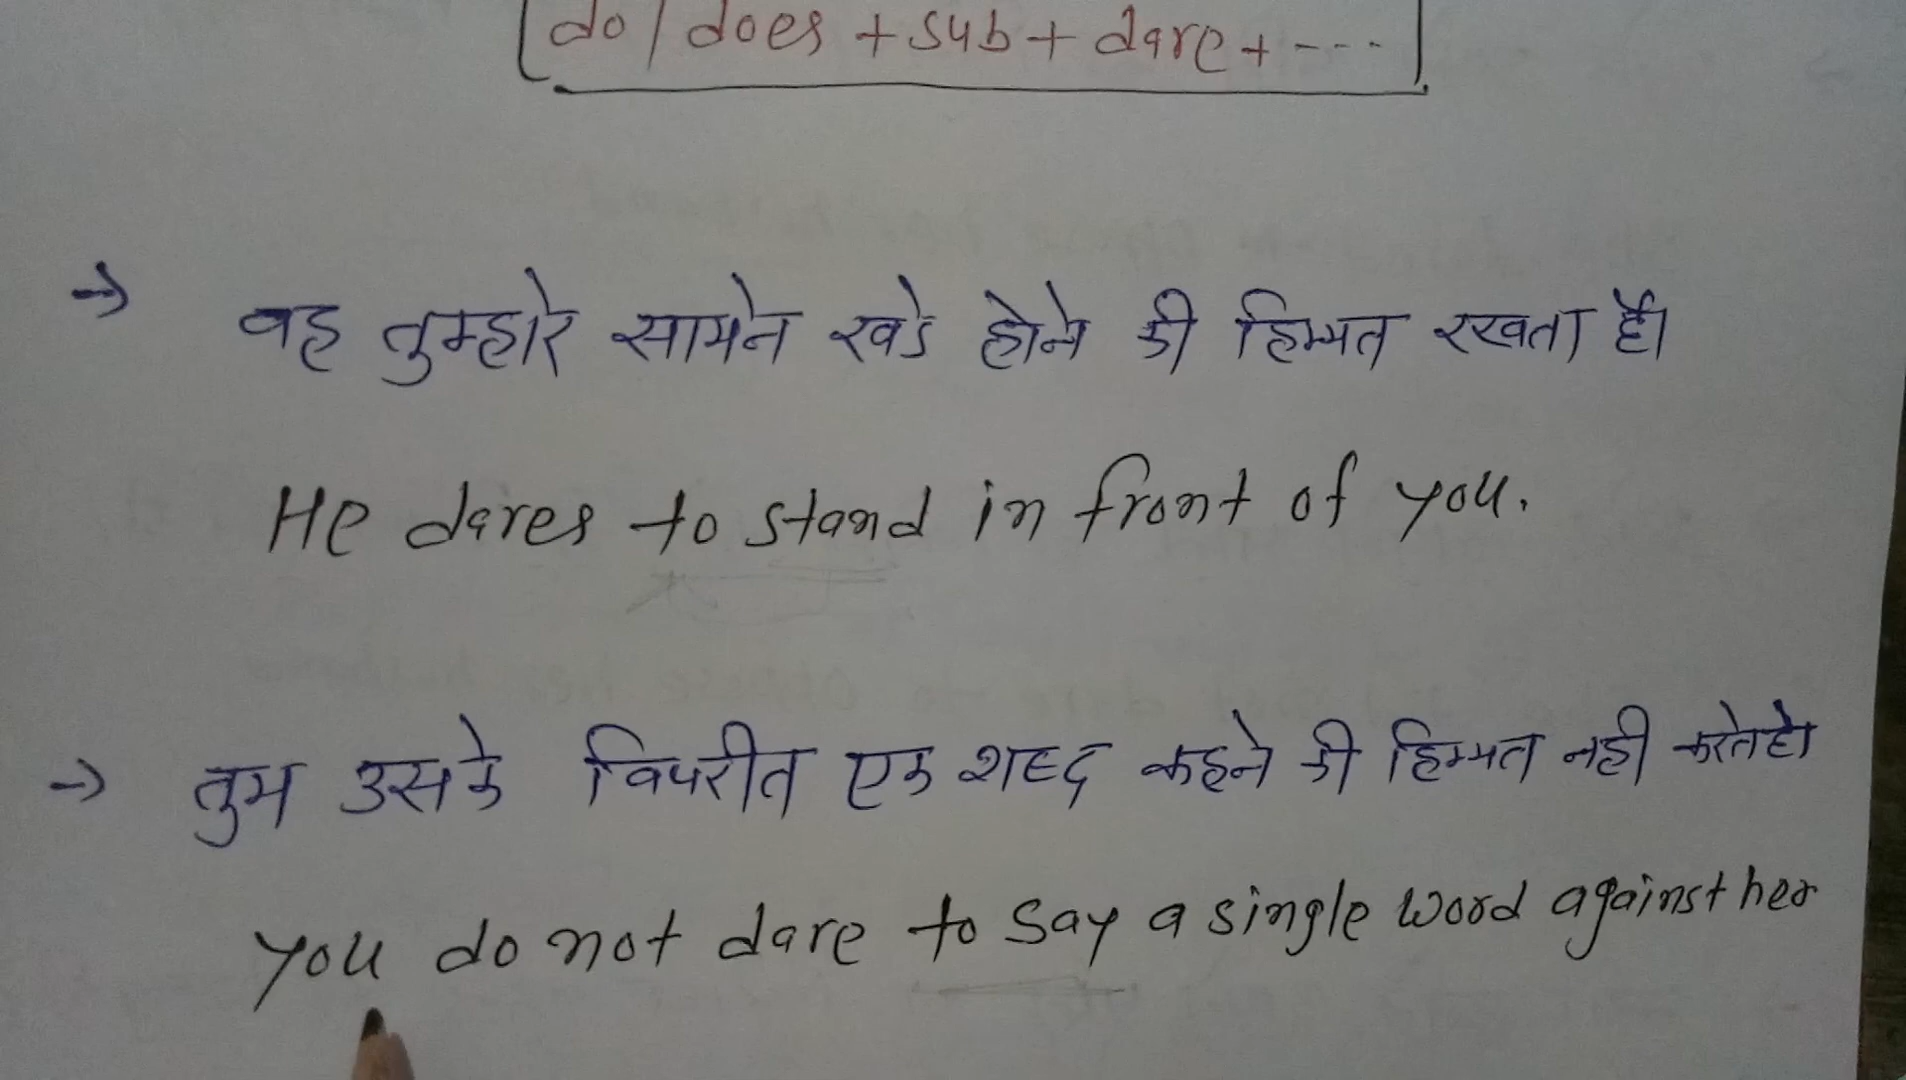 do / does + sub + dare + ---
→ वह तुम्हारे सामने खडे होने की हिम्मत रखता है।
He dares to stand in front of you.
→ तुम उसके विपरीत एक शब्द कहने की हिम्मत नही करते हो।
you do not dare to say a single word against her